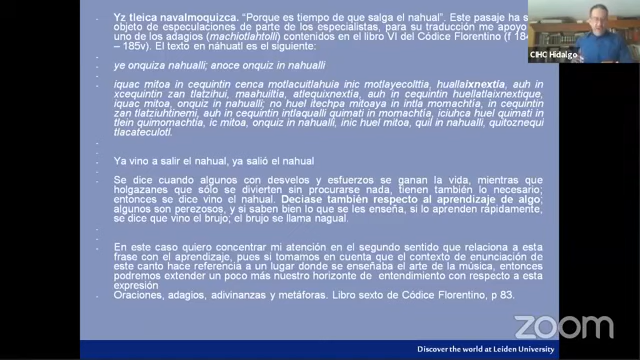 Yz tleica navalmoquizca. “Porque es tiempo de que salga el nahual”. Este pasaje ha s
objeto de especulaciones de parte de los especialistas, para su traducción me apoyo
uno de los adagios (machiotlahtolli) contenidos en el libro VI del Códice Florentino (f 184
– 185v). El texto en náhuatl es el siguiente:
ye onquiza nahualli; anoce onquiz in nahualli
iquac mitoa in cequintin cenca motlacuitlahuia inic motlayecolttia, huallaixnextía, auh in
xcequintin zan tlatzihui, maahuiltia, atlequixnextia, auh in cequintin huellatlaixnextique,
iquac mitoa, onquiz in nahualli; no huel itechpa mitoaya in intla momachtia, in cequintin
zan tlatziuhtinemi, auh in cequintin intlaqualli quimati in momachtia, iciuhca huel quimati in
tlein quimomachtia, ic mitoa, onquiz in nahualli, inic huel mitoa, quil in nahualli, quitoznequi
tlacateculotl.
Ya vino a salir el nahual, ya salió el nahual
Se dice cuando algunos con desvelos y esfuerzos se ganan la vida, mientras que
holgazanes que sólo se divierten sin procurarse nada, tienen también lo necesario;
entonces se dice vino el nahual. Decíase también respecto al aprendizaje de algo;
algunos son perezosos, y si saben bien lo que se les enseña, si lo aprenden rápidamente,
se dice que vino el brujo; el brujo se llama nagual.
En este caso quiero concentrar mi atención en el segundo sentido que relaciona a esta
frase con el aprendizaje, pues si tomamos en cuenta que el contexto de enunciación de
este canto hace referencia a un lugar donde se enseñaba el arte de la música, entonces
podremos extender un poco más nuestro horizonte de entendimiento con respecto a esta
expresión
Oraciones, adagios, adivinanzas y metáforas. Libro sexto de Códice Florentino, p 83.
CIHC Hidalgo
zoom
Discover the world at Leiden University